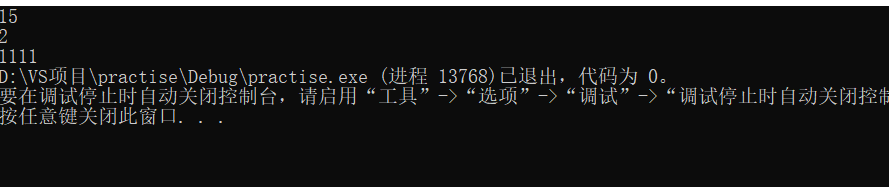 15
2
1111
D:\VS项目\practise\Debug\practise.exe (进程 13768)已退出，代码为 0。
要在调试停止时自动关闭控制台，请启用“工具”->“选项”->“调试”->“调试停止时自动关闭控制
按任意键关闭此窗口. . .